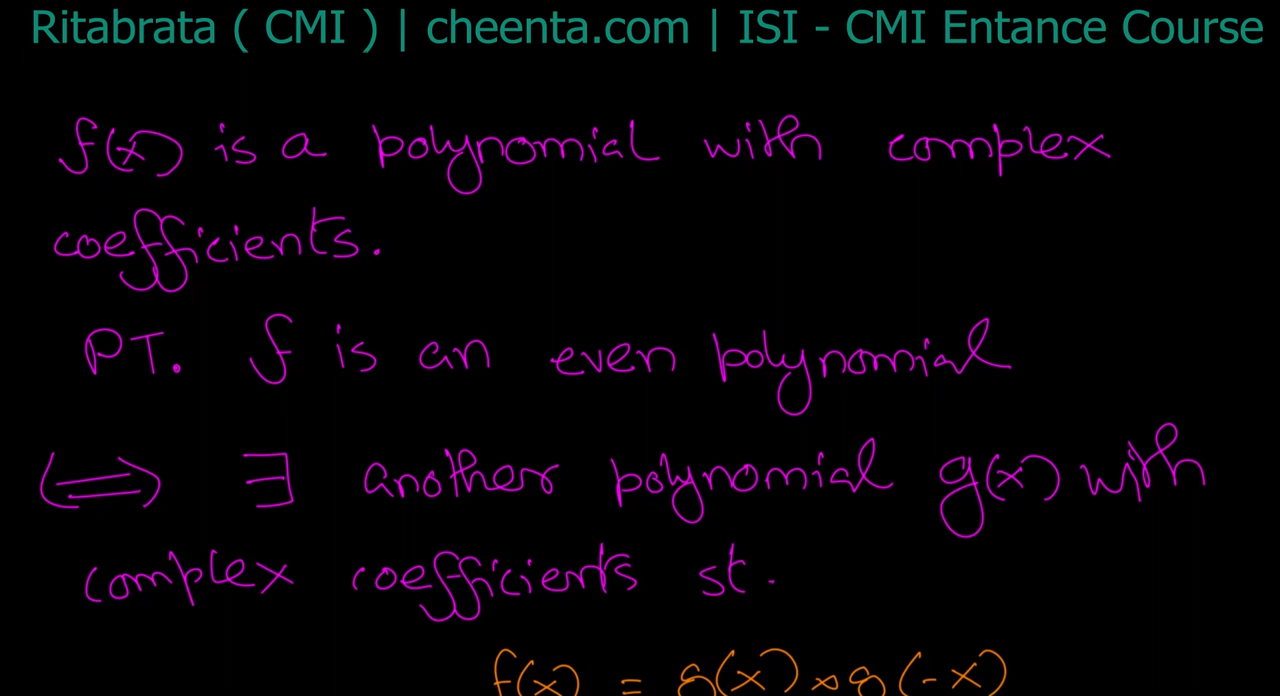 Ritabrata ( CMI ) | cheenta.com | ISI - CMI Entance Course
f(x) is a polynomial with complex
coefficients.
PT. f is an even polynomial
⟺ ∃ another polynomial g(x) with
complex coefficients st.
f(x) = g(x) × g(-x)